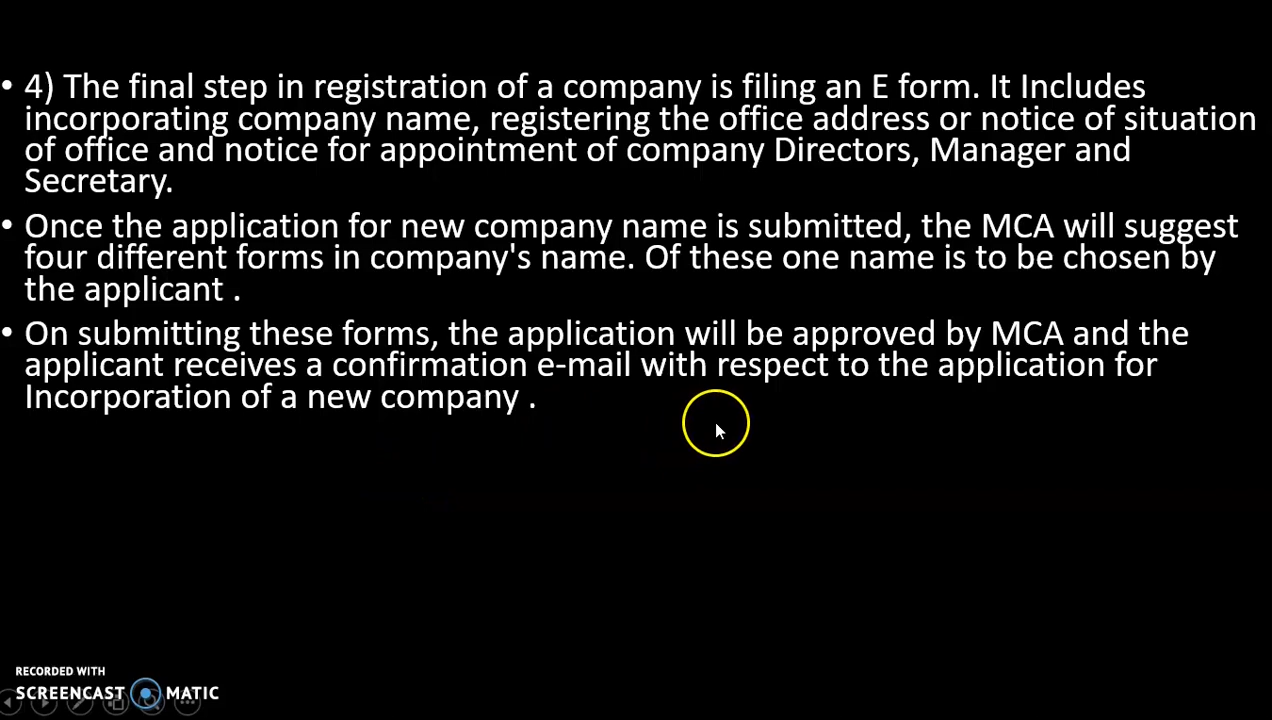 • 4) The final step in registration of a company is filing an E form. It Includes
incorporating company name, registering the office address or notice of situation
of office and notice for appointment of company Directors, Manager and
Secretary.
• Once the application for new company name is submitted, the MCA will suggest
four different forms in company's name. Of these one name is to be chosen by
the applicant .
• On submitting these forms, the application will be approved by MCA and the
applicant receives a confirmation e-mail with respect to the application for
Incorporation of a new company .
RECORDED WITH
SCREENCAST MATIC